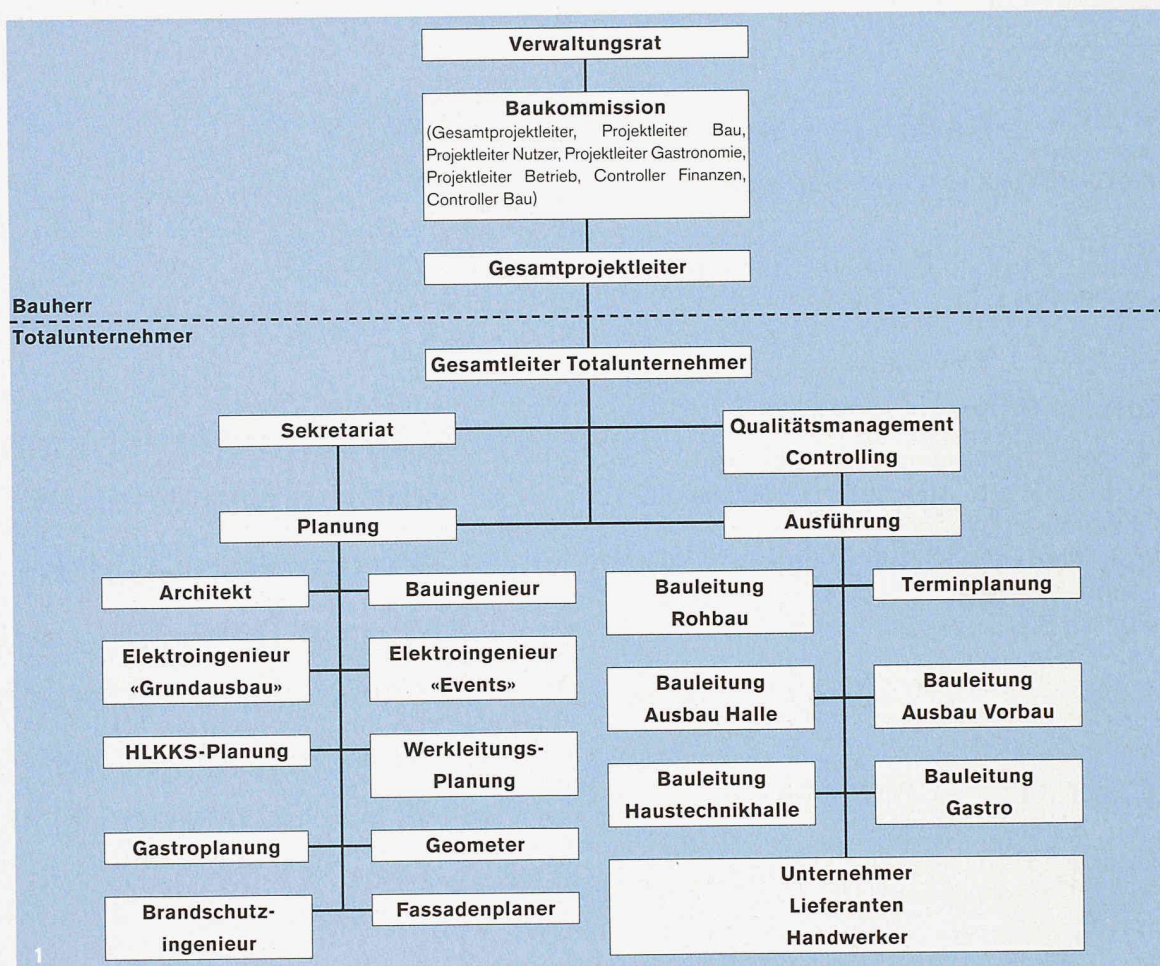 Verwaltungsrat
Baukommission
(Gesamtprojektleiter, Projektleiter Bau,
Projektleiter Nutzer, Projektleiter Gastronomie,
Projektleiter Betrieb, Controller Finanzen,
Controller Bau)
Gesamtprojektleiter
Bauherr
Totalunternehmer
Gesamtleiter Totalunternehmer
Sekretariat
Qualitätsmanagement
Controlling
Planung
Ausführung
Architekt
Bauingenieur
Elektroingenieur
«Grundausbau»
Elektroingenieur
«Events»
HLKKS-Planung
Werkleitungs-
Planung
Gastroplanung
Geometer
Brandschutz-
ingenieur
Fassadenplaner
Bauleitung
Rohbau
Terminplanung
Bauleitung
Ausbau Halle
Bauleitung
Ausbau Vorbau
Bauleitung
Haustechnikhalle
Bauleitung
Gastro
Unternehmer
Lieferanten
Handwerker
1